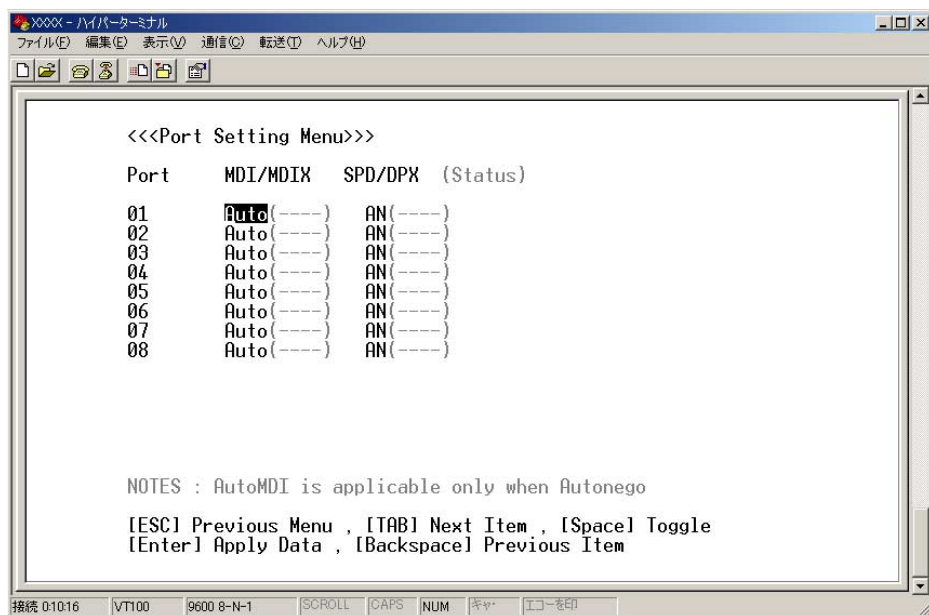 XXXX - ハイパーターミナル
ファイル(F) 編集(E) 表示(V) 通信(C) 転送(T) ヘルプ(H)
<<<Port Setting Menu>>>
Port MDI/MDIX SPD/DPX (Status)
01 Auto(----) AN(----)
02 Auto(----) AN(----)
03 Auto(----) AN(----)
04 Auto(----) AN(----)
05 Auto(----) AN(----)
06 Auto(----) AN(----)
07 Auto(----) AN(----)
08 Auto(----) AN(----)
NOTES : AutoMDI is applicable only when Autonego
[ESC] Previous Menu , [TAB] Next Item , [Space] Toggle
[Enter] Apply Data , [Backspace] Previous Item
接続 0:10:16 VT100 9600 8-N-1 SCROLL CAPS NUM キャ エコーを印